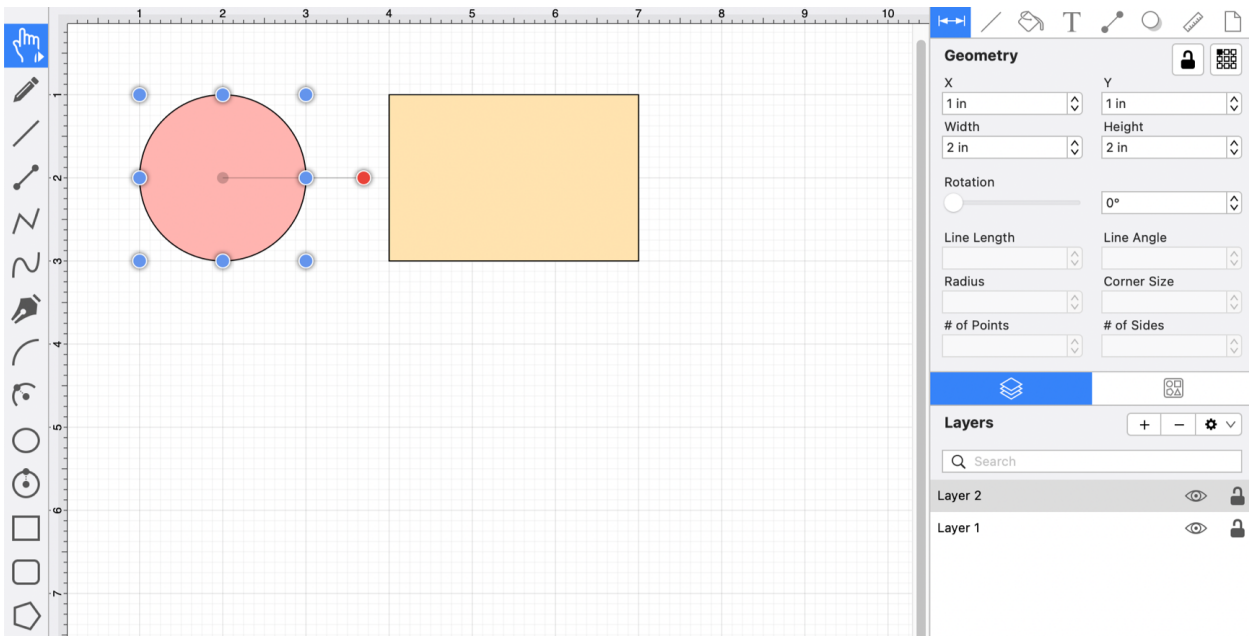 1 2 3 4 5 6 7 8 9 10
T
Geometry
X Y
1 in 1 in
Width Height
2 in 2 in
Rotation
0°
Line Length Line Angle
Radius Corner Size
# of Points # of Sides
Layers + −
Search
Layer 2
Layer 1
1
2
3
4
5
6
7